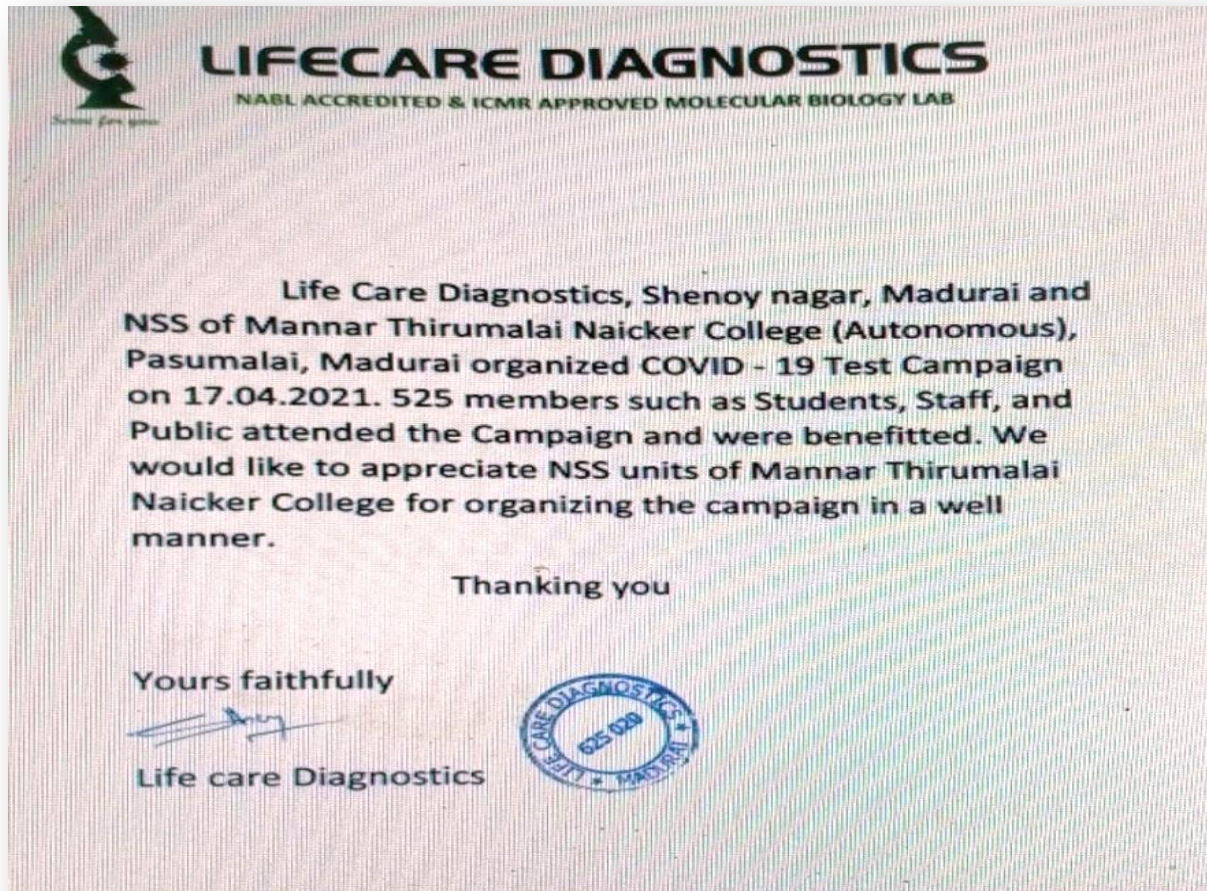 LIFECARE DIAGNOSTICS
NABL ACCREDITED & ICMR APPROVED MOLECULAR BIOLOGY LAB
for you
Life Care Diagnostics, Shenoy nagar, Madurai and
NSS of Mannar Thirumalai Naicker College (Autonomous),
Pasumalai, Madurai organized COVID - 19 Test Campaign
on 17.04.2021. 525 members such as Students, Staff, and
Public attended the Campaign and were benefitted. We
would like to appreciate NSS units of Mannar Thirumalai
Naicker College for organizing the campaign in a well
manner.
Thanking you
Yours faithfully
Life care Diagnostics
LIFE CARE DIAGNOSTICS
625 020
MADURAI